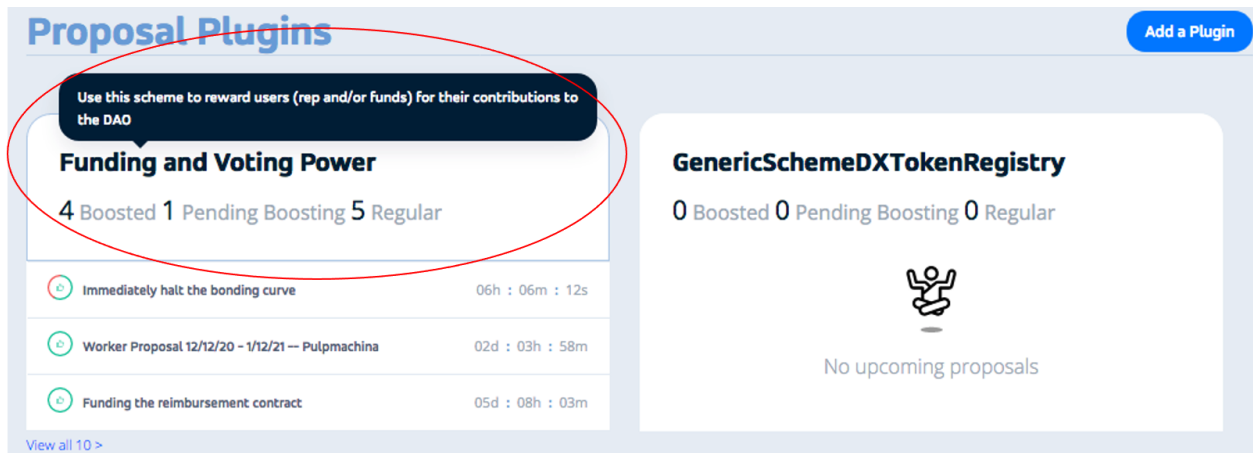 Proposal Plugins
Add a Plugin
Use this scheme to reward users (rep and/or funds) for their contributions to
the DAO
Funding and Voting Power
4 Boosted 1 Pending Boosting 5 Regular
Immediately halt the bonding curve
06h : 06m : 12s
Worker Proposal 12/12/20 - 1/12/21 -- Pulpmachina
02d : 03h : 58m
Funding the reimbursement contract
05d : 08h : 03m
View all 10 >
GenericSchemeDXTokenRegistry
0 Boosted 0 Pending Boosting 0 Regular
No upcoming proposals